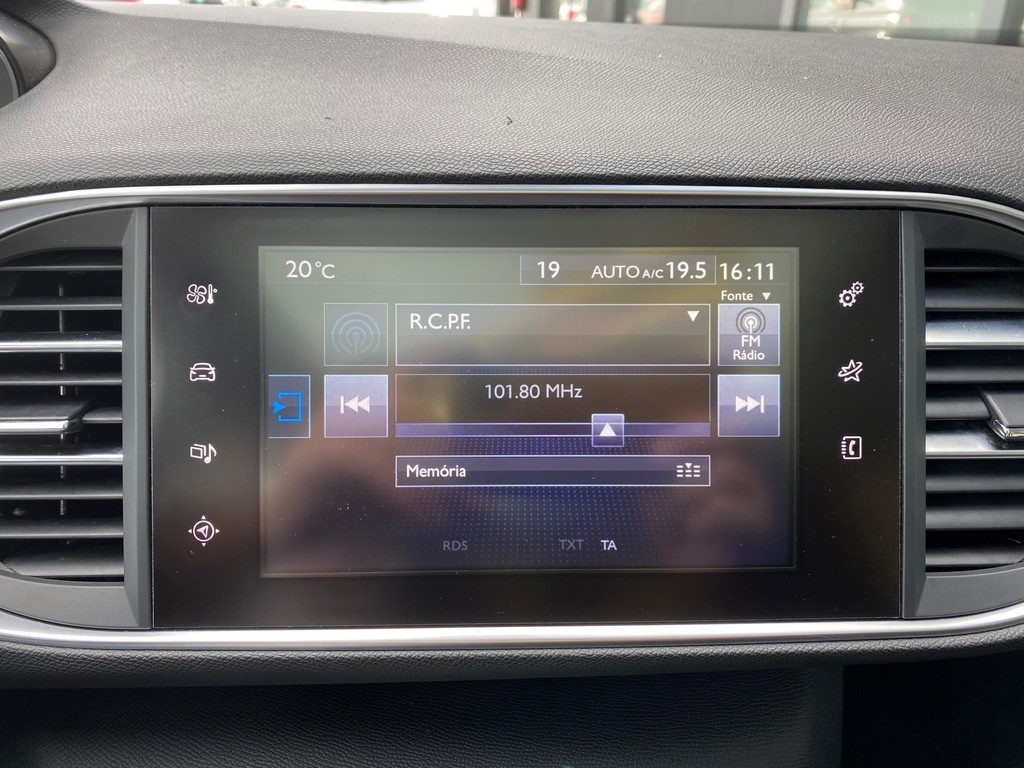 20°C 19 AUTO A/C 19.5 16:11
Fonte
R.C.P.F.
FM
Rádio
101.80 MHz
Memória
RDS TXT TA